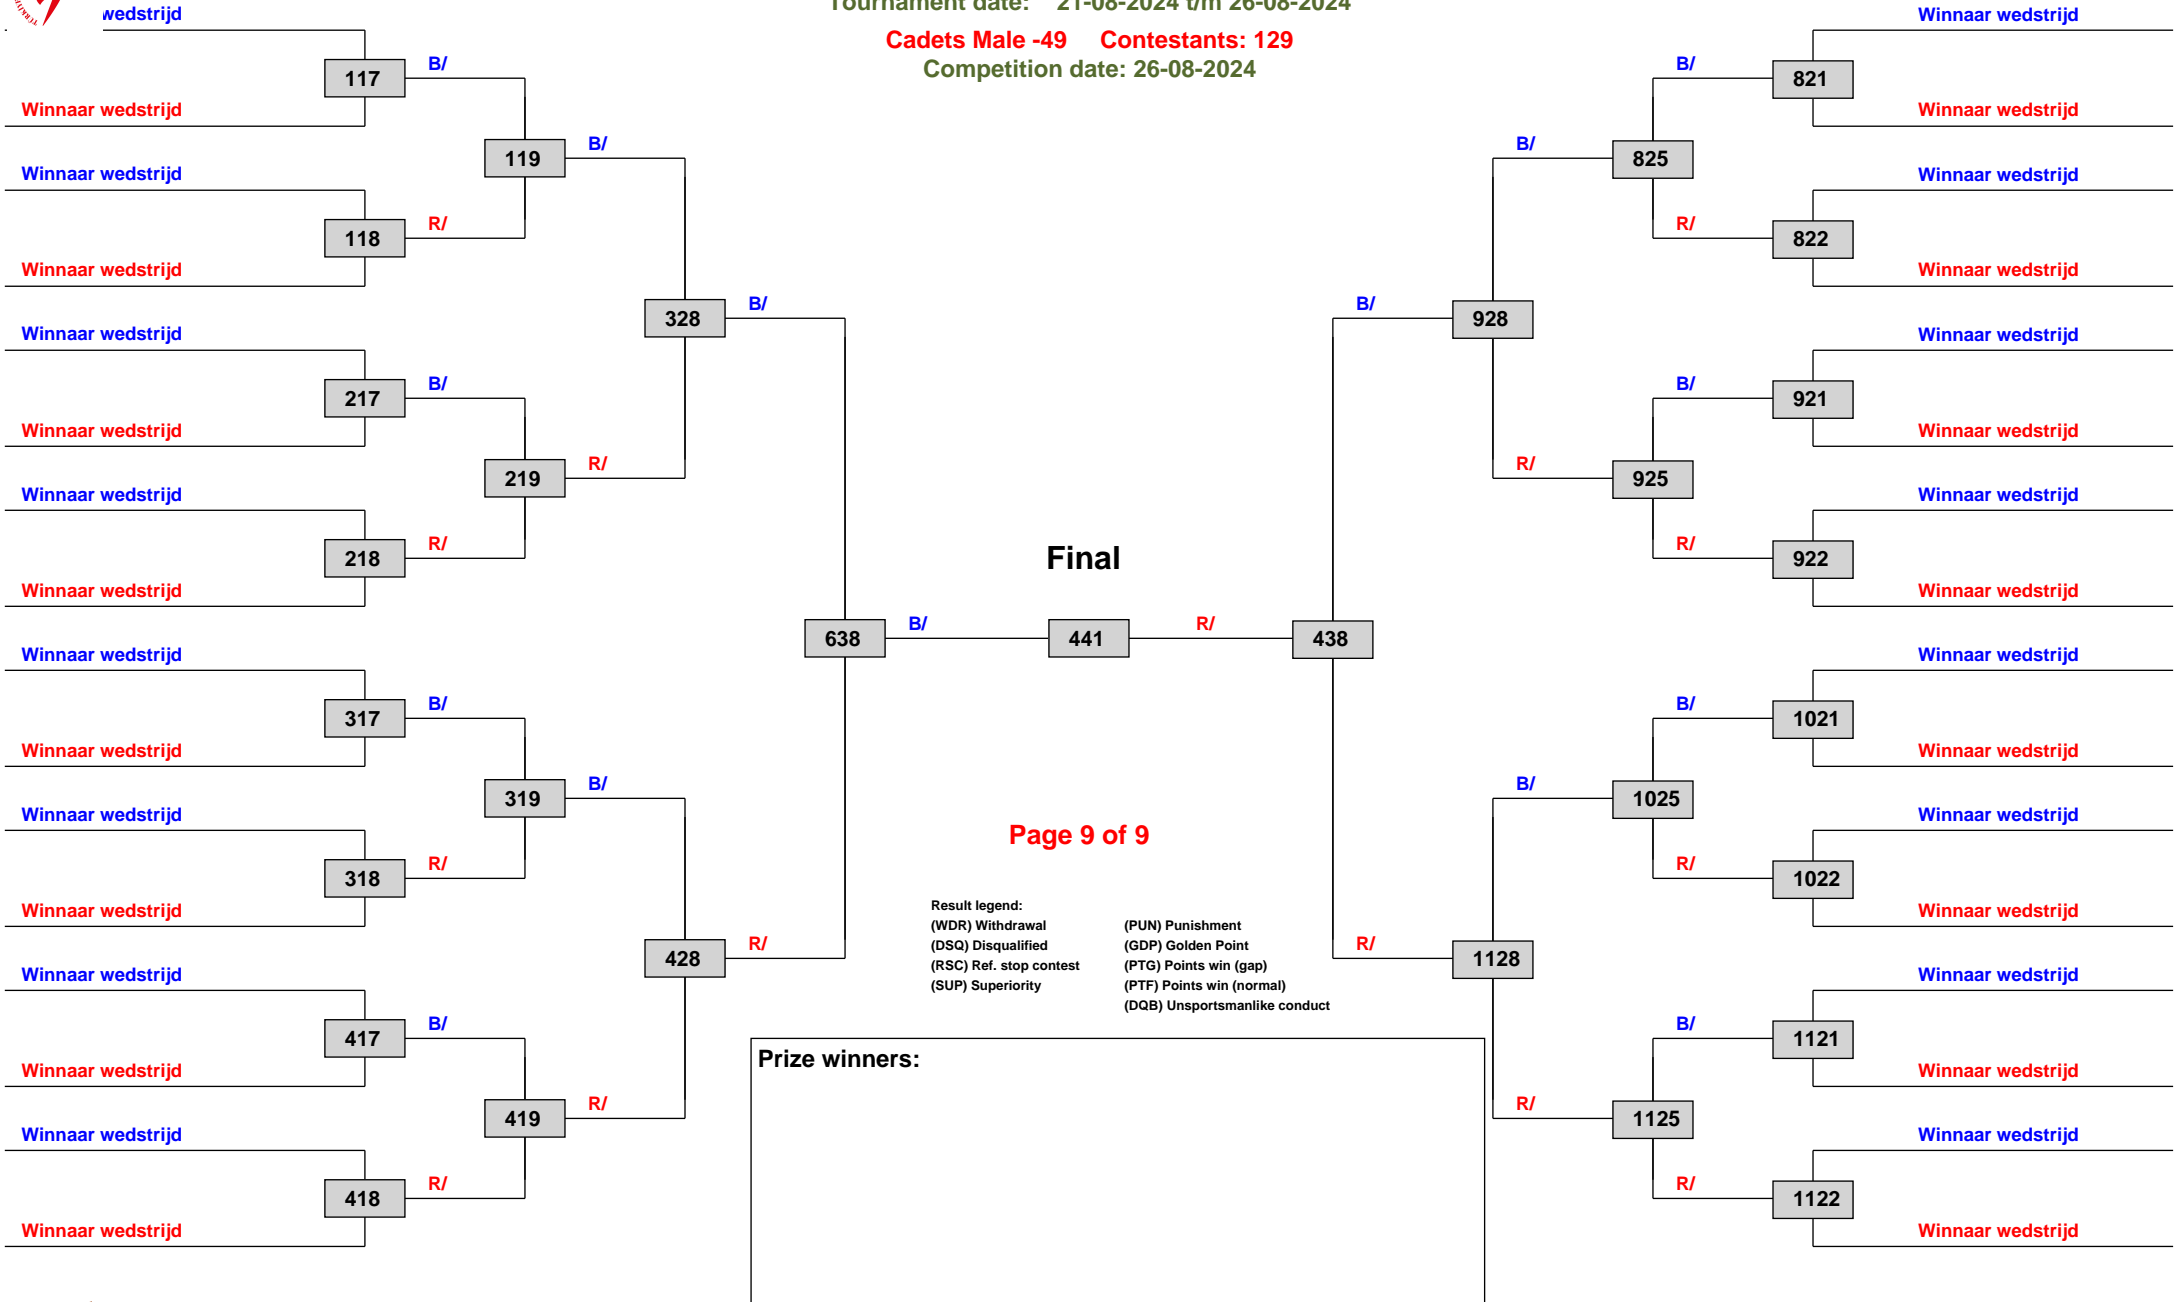 Tournament date: 21-08-2024 t/m 26-08-2024
Cadets Male -49 Contestants: 129
Competition date: 26-08-2024
wedstrijd
117
B/
Winnaar wedstrijd
119
B/
Winnaar wedstrijd
118
R/
Winnaar wedstrijd
328
B/
Winnaar wedstrijd
217
B/
Winnaar wedstrijd
219
R/
Winnaar wedstrijd
218
R/
Winnaar wedstrijd
638
B/
Winnaar wedstrijd
317
B/
Winnaar wedstrijd
319
B/
Winnaar wedstrijd
318
R/
Winnaar wedstrijd
428
R/
Winnaar wedstrijd
417
B/
Winnaar wedstrijd
419
R/
Winnaar wedstrijd
418
R/
Winnaar wedstrijd
Final
441
R/
438
Page 9 of 9
Result legend:
(WDR) Withdrawal
(DSQ) Disqualified
(RSC) Ref. stop contest
(SUP) Superiority
(PUN) Punishment
(GDP) Golden Point
(PTG) Points win (gap)
(PTF) Points win (normal)
(DQB) Unsportsmanlike conduct
Prize winners:
Winnaar wedstrijd
B/
821
Winnaar wedstrijd
B/
825
Winnaar wedstrijd
R/
822
Winnaar wedstrijd
B/
928
Winnaar wedstrijd
B/
921
Winnaar wedstrijd
R/
925
Winnaar wedstrijd
R/
922
Winnaar wedstrijd
Winnaar wedstrijd
B/
1021
Winnaar wedstrijd
B/
1025
Winnaar wedstrijd
R/
1022
Winnaar wedstrijd
R/
1128
Winnaar wedstrijd
B/
1121
Winnaar wedstrijd
R/
1125
Winnaar wedstrijd
R/
1122
Winnaar wedstrijd